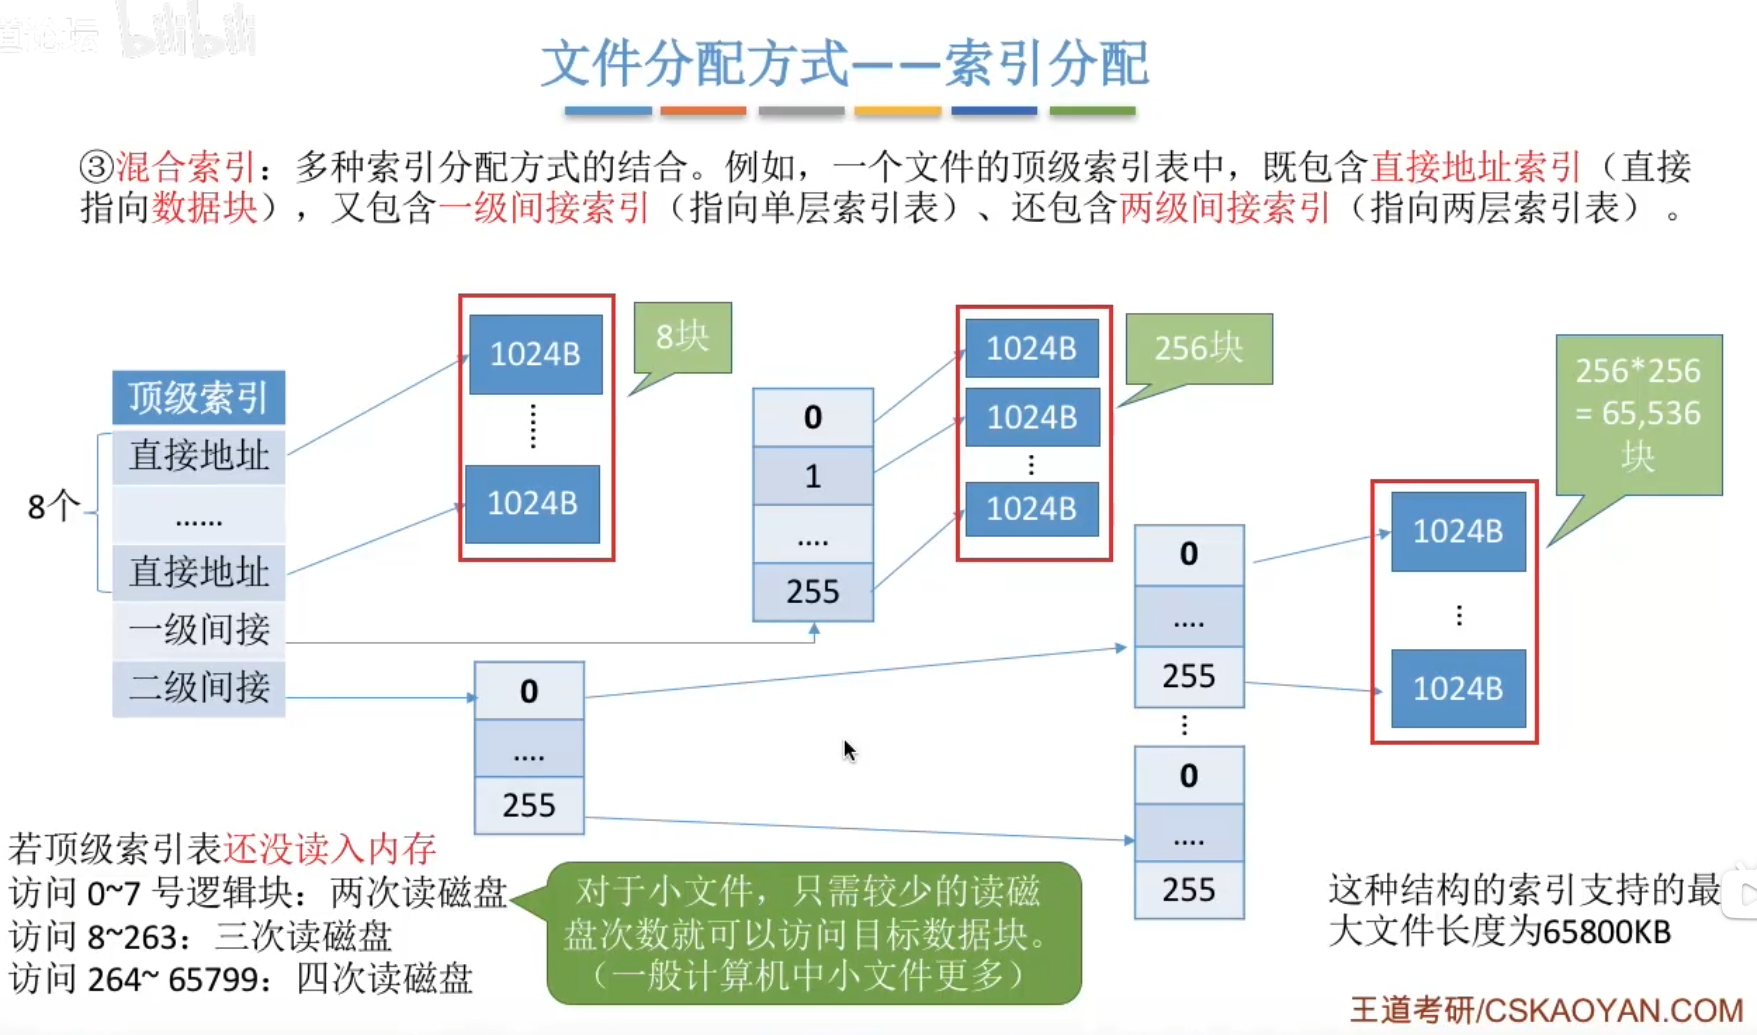 bilibili
文件分配方式——索引分配
③混合索引：多种索引分配方式的结合。例如，一个文件的顶级索引表中，既包含直接地址索引（直接
指向数据块），又包含一级间接索引（指向单层索引表）、还包含两级间接索引（指向两层索引表）。
顶级索引
8个
直接地址
......
直接地址
一级间接
二级间接
1024B
1024B
8块
0
1
....
255
1024B
1024B
1024B
256块
0
....
255
0
....
255
0
....
255
1024B
1024B
256*256
= 65,536
块
若顶级索引表还没读入内存
访问 0~7 号逻辑块：两次读磁盘
访问 8~263：三次读磁盘
访问 264~ 65799：四次读磁盘
对于小文件，只需较少的读磁
盘次数就可以访问目标数据块。
（一般计算机中小文件更多）
这种结构的索引支持的最
大文件长度为65800KB
王道考研/CSKAOYAN.COM